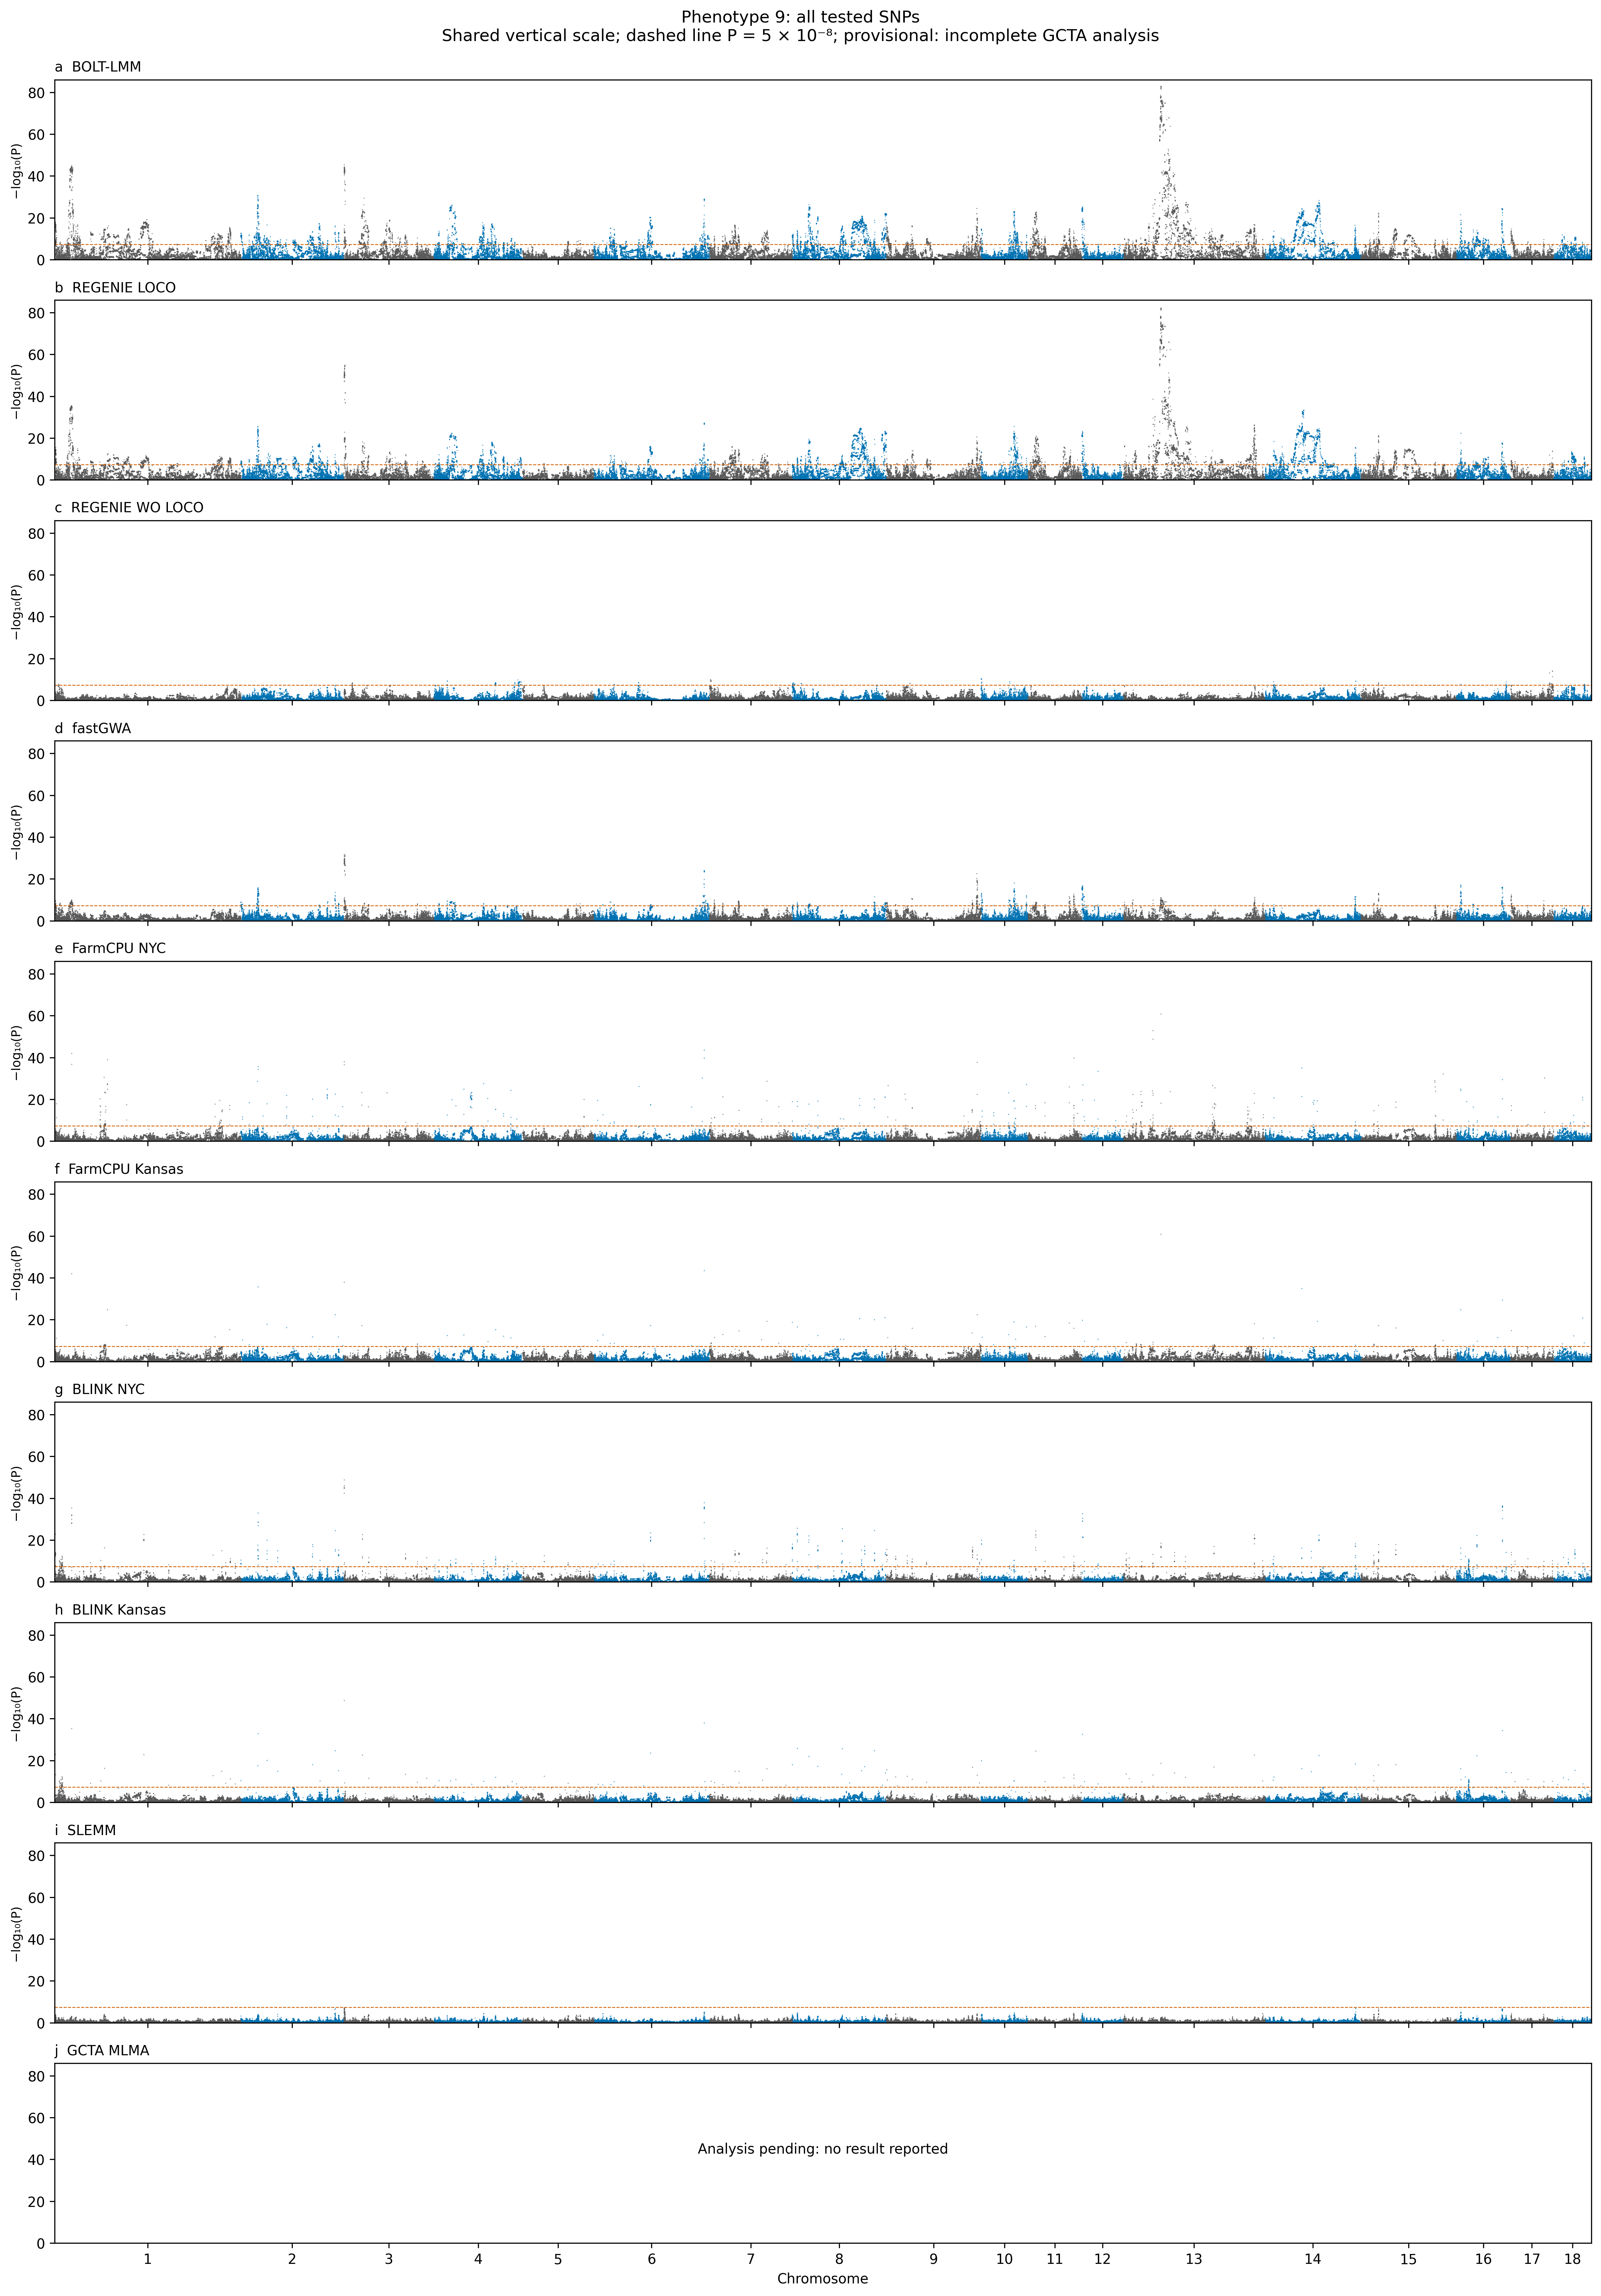 Phenotype 9: all tested SNPs
Shared vertical scale; dashed line P = 5 × 10⁻⁸; provisional: incomplete GCTA analysis
a BOLT-LMM
80
60
40
20
0
−log₁₀(P)
b REGENIE LOCO
80
60
40
20
0
−log₁₀(P)
c REGENIE WO LOCO
80
60
40
20
0
−log₁₀(P)
d fastGWA
80
60
40
20
0
−log₁₀(P)
e FarmCPU NYC
80
60
40
20
0
−log₁₀(P)
f FarmCPU Kansas
80
60
40
20
0
−log₁₀(P)
g BLINK NYC
80
60
40
20
0
−log₁₀(P)
h BLINK Kansas
80
60
40
20
0
−log₁₀(P)
i SLEMM
80
60
40
20
0
−log₁₀(P)
j GCTA MLMA
80
60
40
20
0
−log₁₀(P)
Analysis pending: no result reported
1 2 3 4 5 6 7 8 9 10 11 12 13 14 15 16 17 18
Chromosome